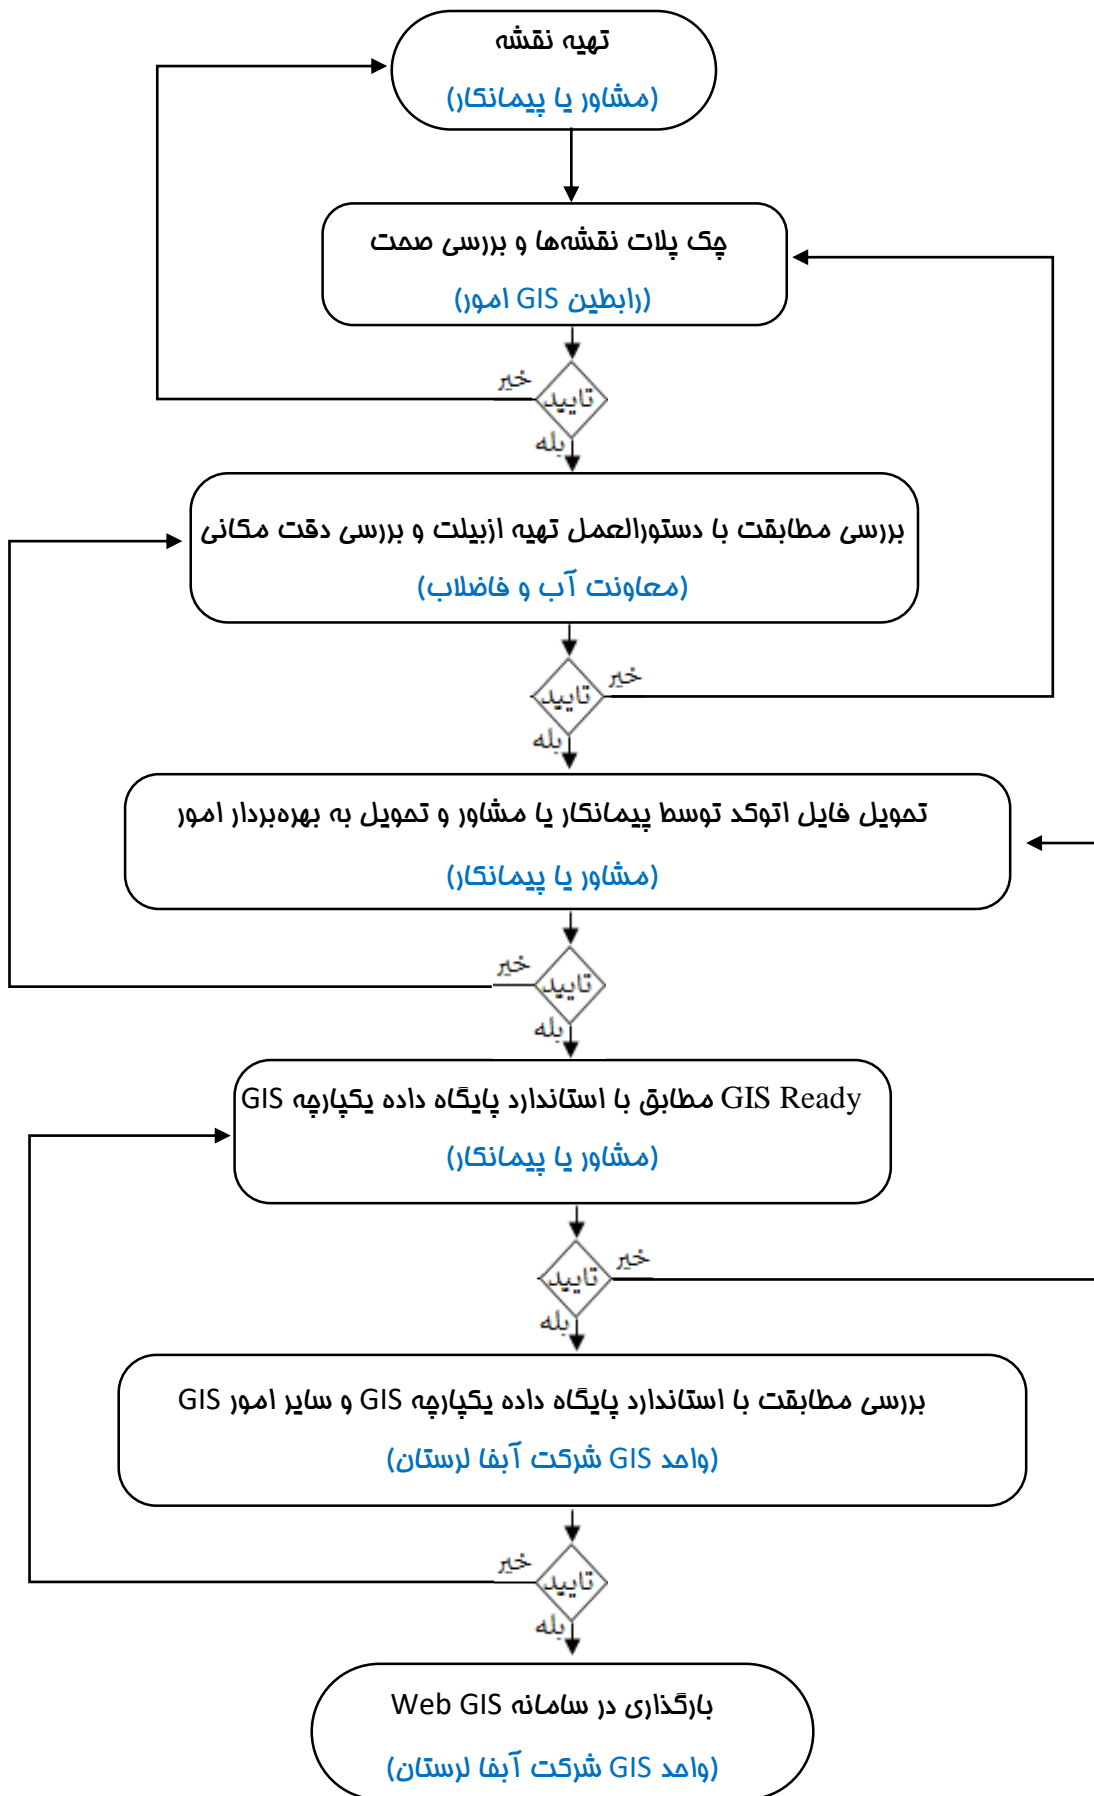 تهیه نقشه
(مشاور یا پیمانکار)
چک پلات نقشه‌ها و بررسی صحت
(رابطین GIS امور)
خیر
تایید
بله
بررسی مطابقت با دستورالعمل تهیه ازبیلت و بررسی دقت مکانی
(معاونت آب و فاضلاب)
خیر
تایید
بله
تحویل فایل اتوکد توسط پیمانکار یا مشاور و تحویل به بهره‌بردار امور
(مشاور یا پیمانکار)
خیر
تایید
بله
GIS Ready مطابق با استاندارد پایگاه داده یکپارچه GIS
(مشاور یا پیمانکار)
خیر
تایید
بله
بررسی مطابقت با استاندارد پایگاه داده یکپارچه GIS و سایر امور GIS
(واحد GIS شرکت آبفا لرستان)
خیر
تایید
بله
بارگذاری در سامانه Web GIS
(واحد GIS شرکت آبفا لرستان)